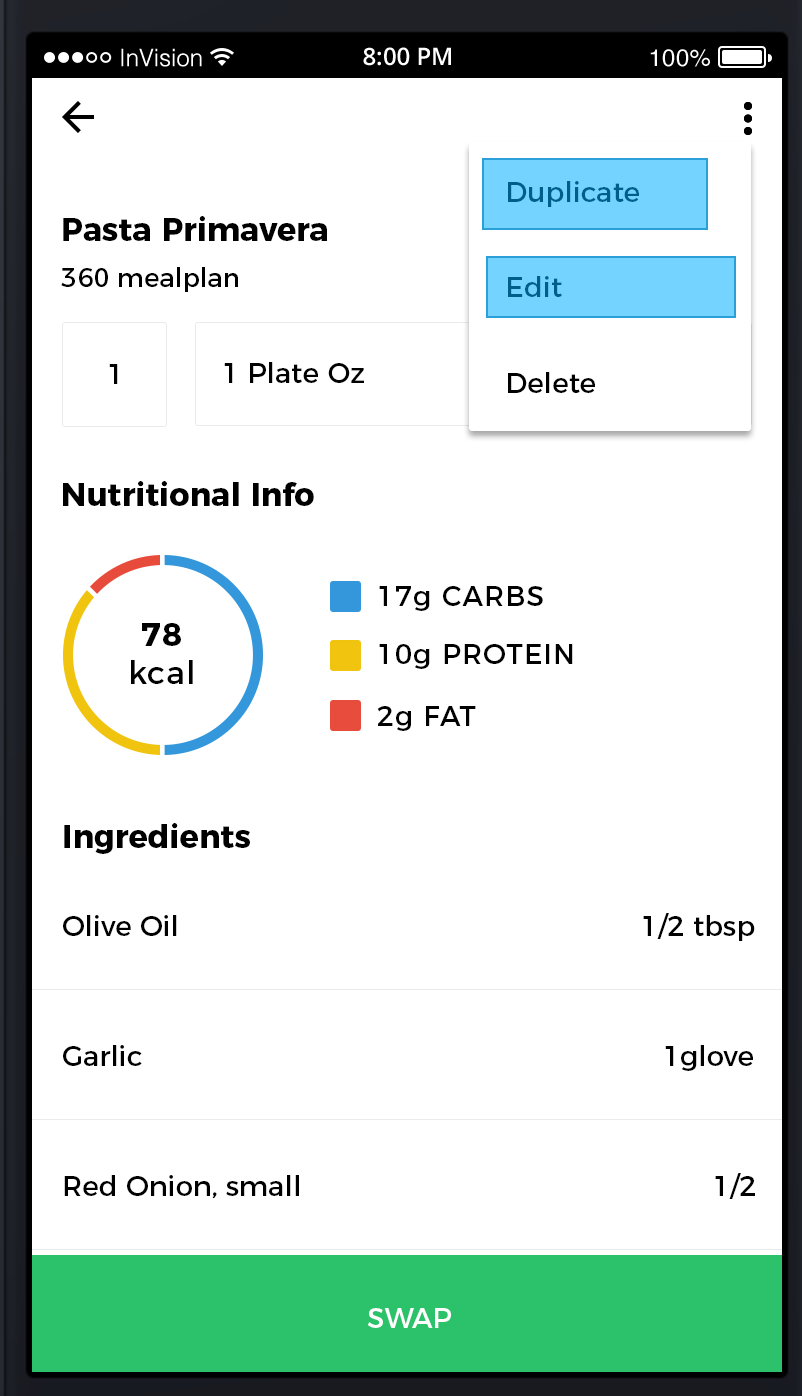 InVision 8:00 PM 100%
Duplicate
Pasta Primavera
360 mealplan
Edit
1
1 Plate Oz
Delete
Nutritional Info
78
kcal
17g CARBS
10g PROTEIN
2g FAT
Ingredients
Olive Oil 1/2 tbsp
Garlic 1glove
Red Onion, small 1/2
SWAP